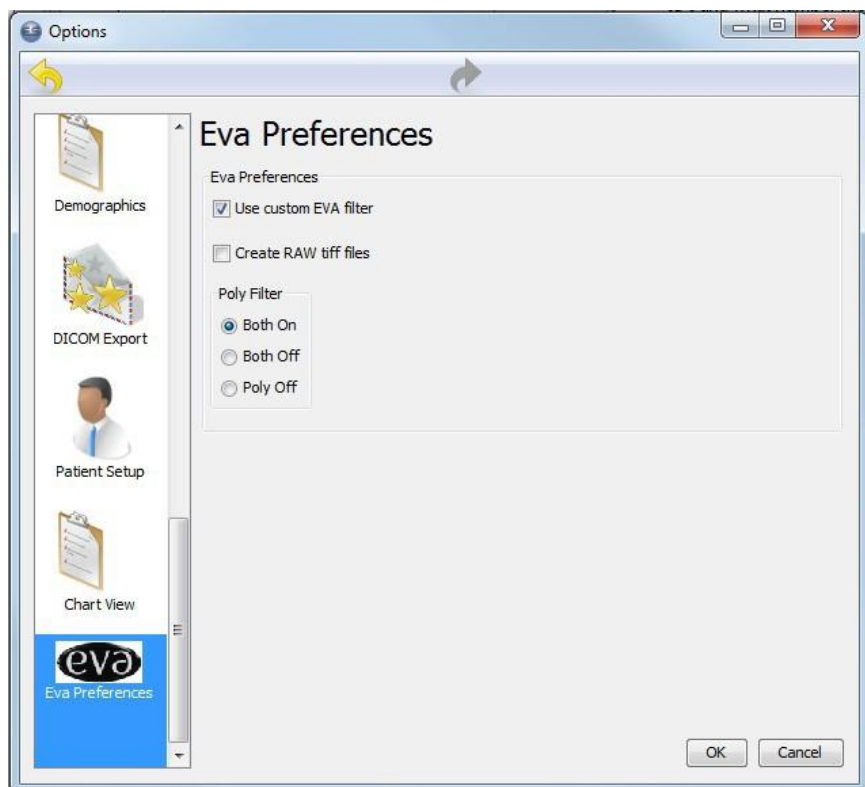 Options
Eva Preferences
Eva Preferences
Use custom EVA filter
Create RAW tiff files
Poly Filter
Both On
Both Off
Poly Off
Demographics
DICOM Export
Patient Setup
Chart View
eva
Eva Preferences
OK
Cancel